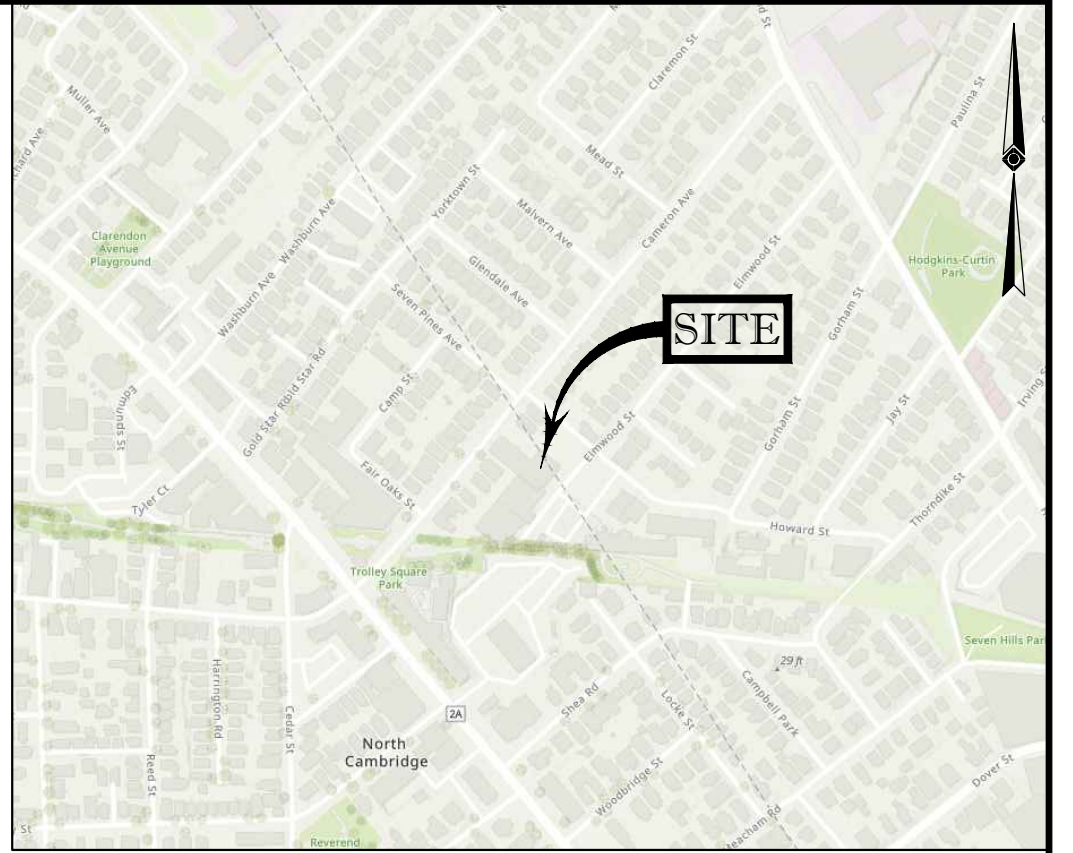 Claremon St
Paulina St
Muller Ave
Mead St
Yorktown St
Malvern Ave
Cameron Ave
Washburn Ave
Clarendon
Avenue
Playground
Elmwood St
Hodgkins-Curtin
Park
Glendale Ave
Washburn Ave
Seven Pines Ave
Gorham St
SITE
Gold Star Rd
Camp St
Edmunds St
Jay St
Gorham St
Elmwood St
Fair Oaks St
Tyler Ct
Thorndike St
Howard St
Trolley Square
Park
Seven Hills Par
29 ft
Harrington Rd
Shea Rd
Locke St
Campbell Park
Cedar St
2A
North
Cambridge
Reed St
Woodbridge St
Dover St
Meacham Rd
St
Reverend